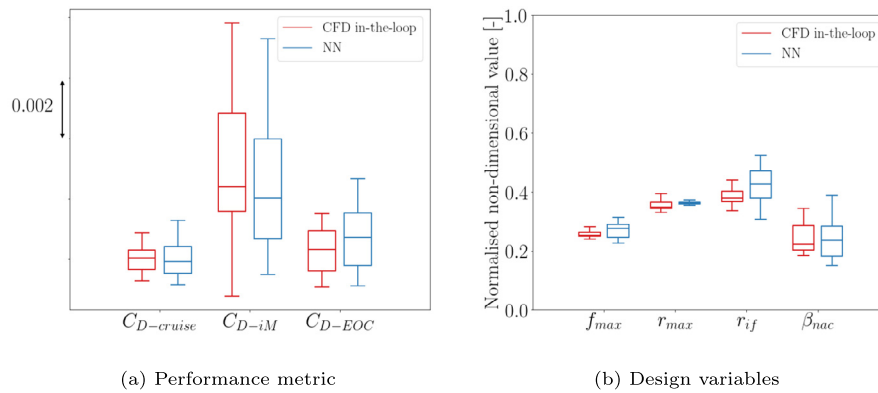 CFD in-the-loop
NN
0.002
C_{D-cruise} C_{D-iM} C_{D-EOC}
(a) Performance metric
Normalised non-dimensional value [-]
1.0
0.8
0.6
0.4
0.2
0.0
CFD in-the-loop
NN
f_{max} r_{max} r_{if} β_{nac}
(b) Design variables